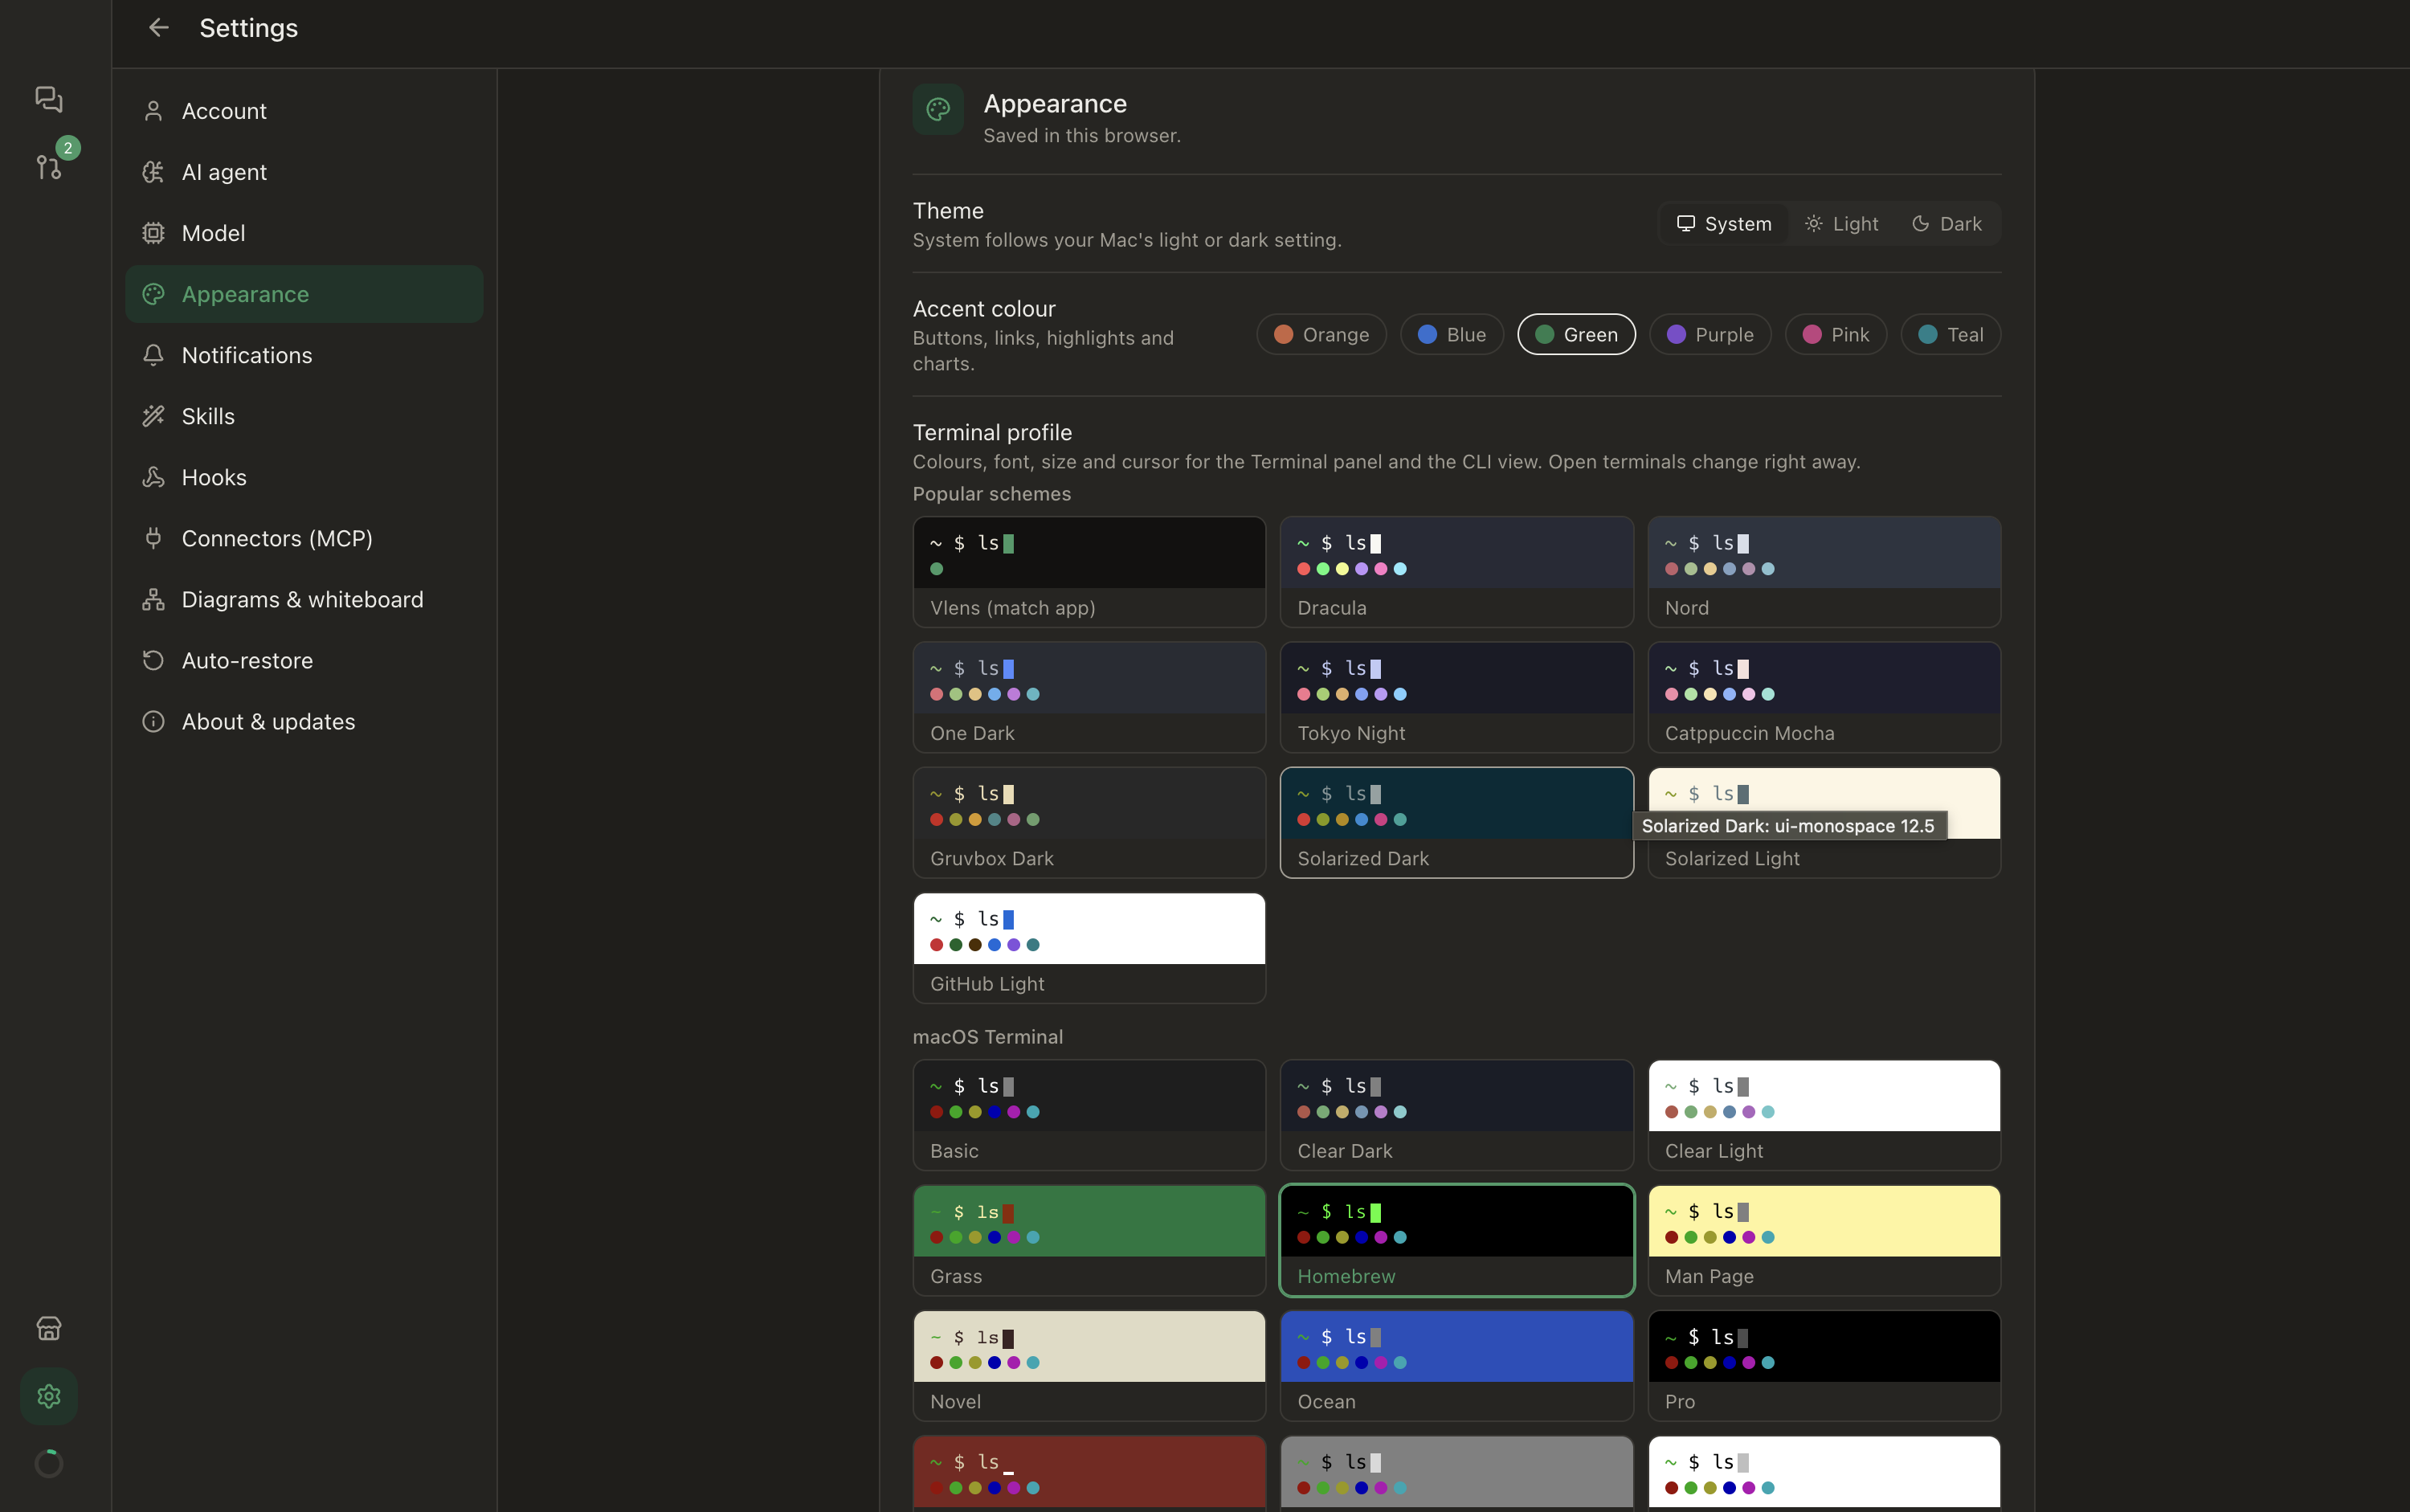 Settings
2
Account
AI agent
Model
Appearance
Notifications
Skills
Hooks
Connectors (MCP)
Diagrams & whiteboard
Auto-restore
About & updates
Appearance
Saved in this browser.
Theme
System follows your Mac's light or dark setting.
System Light Dark
Accent colour
Buttons, links, highlights and
charts.
Orange Blue Green Purple Pink Teal
Terminal profile
Colours, font, size and cursor for the Terminal panel and the CLI view. Open terminals change right away.
Popular schemes
~ $ ls ~ $ ls ~ $ ls
Vlens (match app) Dracula Nord
~ $ ls ~ $ ls ~ $ ls
One Dark Tokyo Night Catppuccin Mocha
~ $ ls ~ $ ls ~ $ ls
Solarized Dark: ui-monospace 12.5
Gruvbox Dark Solarized Dark Solarized Light
~ $ ls
GitHub Light
macOS Terminal
~ $ ls ~ $ ls ~ $ ls
Basic Clear Dark Clear Light
~ $ ls ~ $ ls ~ $ ls
Grass Homebrew Man Page
~ $ ls ~ $ ls ~ $ ls
Novel Ocean Pro
~ $ ls_ ~ $ ls ~ $ ls